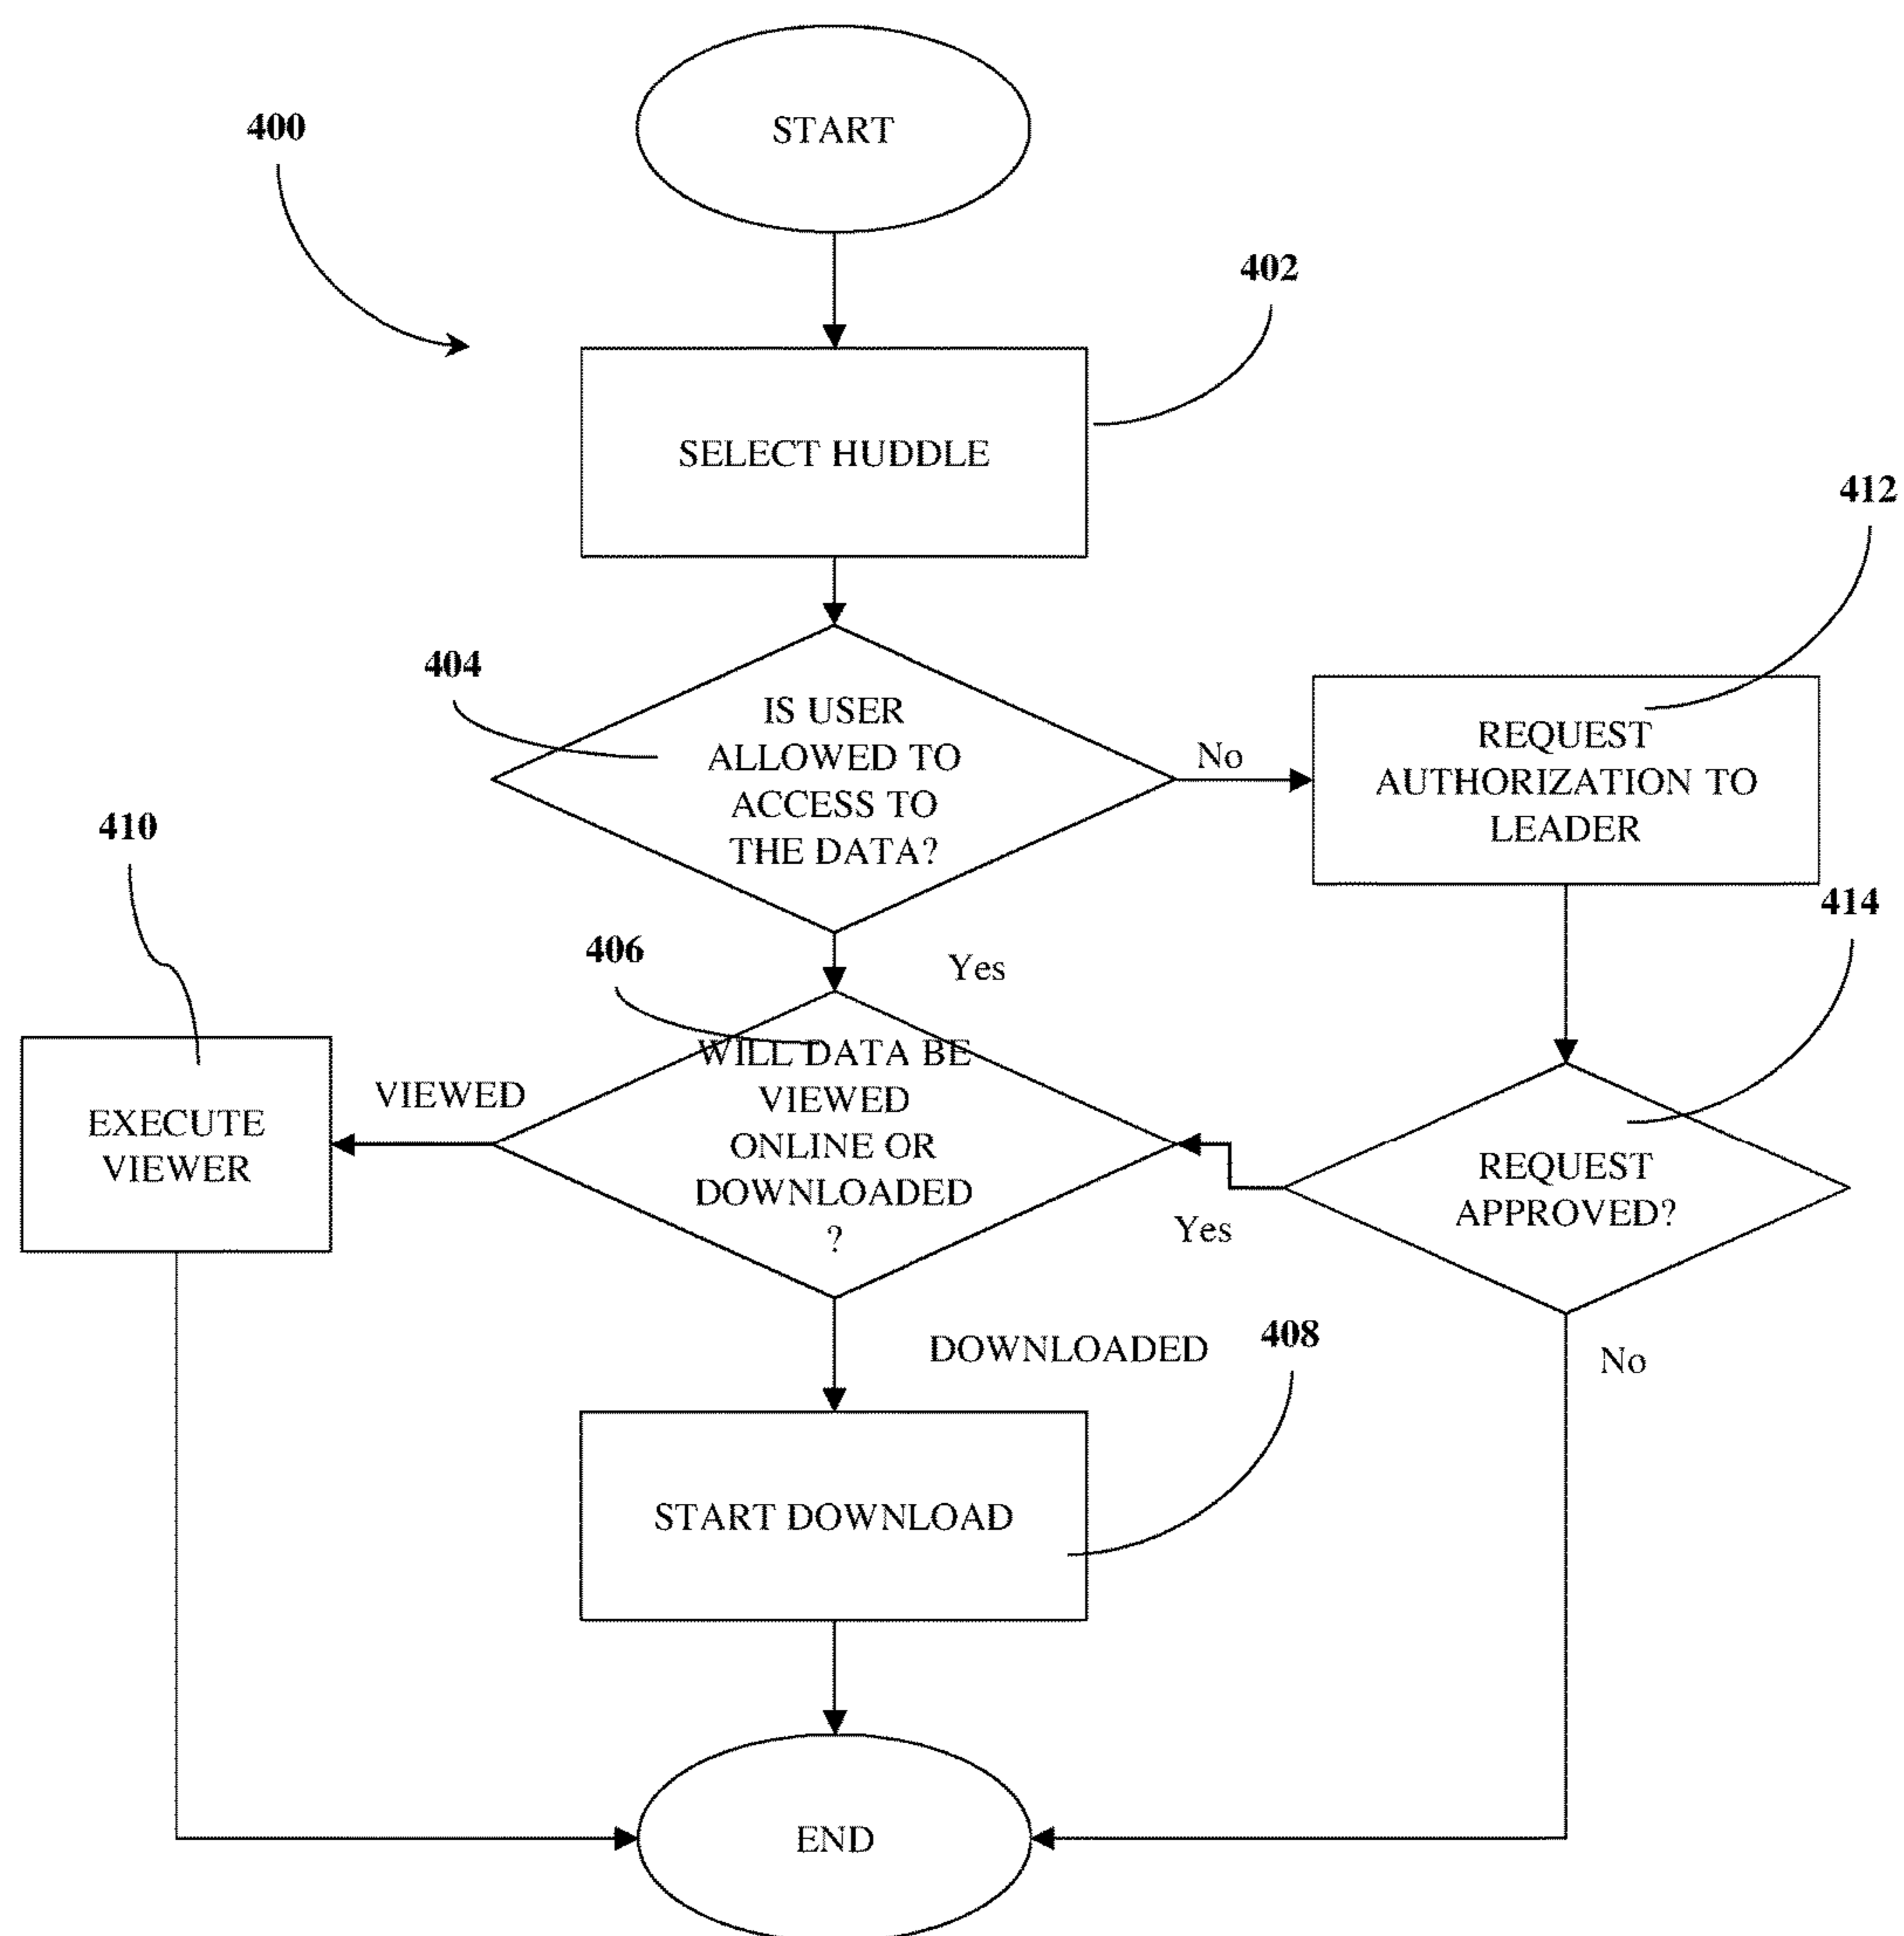 START
400
402
SELECT HUDDLE
412
404
IS USER
ALLOWED TO
ACCESS TO
THE DATA?
No
REQUEST
AUTHORIZATION TO
LEADER
410
414
406
Yes
WILL DATA BE
VIEWED
ONLINE OR
DOWNLOADED
?
VIEWED
EXECUTE
VIEWER
REQUEST
APPROVED?
Yes
DOWNLOADED
408
No
START DOWNLOAD
END